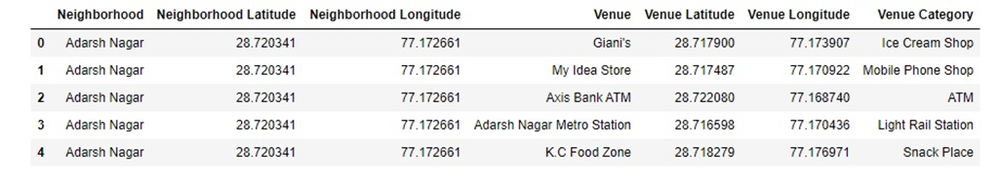 Neighborhood Neighborhood Latitude Neighborhood Longitude Venue Venue Latitude Venue Longitude Venue Category
0 Adarsh Nagar 28.720341 77.172661 Giani's 28.717900 77.173907 Ice Cream Shop
1 Adarsh Nagar 28.720341 77.172661 My Idea Store 28.717487 77.170922 Mobile Phone Shop
2 Adarsh Nagar 28.720341 77.172661 Axis Bank ATM 28.722080 77.168740 ATM
3 Adarsh Nagar 28.720341 77.172661 Adarsh Nagar Metro Station 28.716598 77.170436 Light Rail Station
4 Adarsh Nagar 28.720341 77.172661 K.C Food Zone 28.718279 77.176971 Snack Place